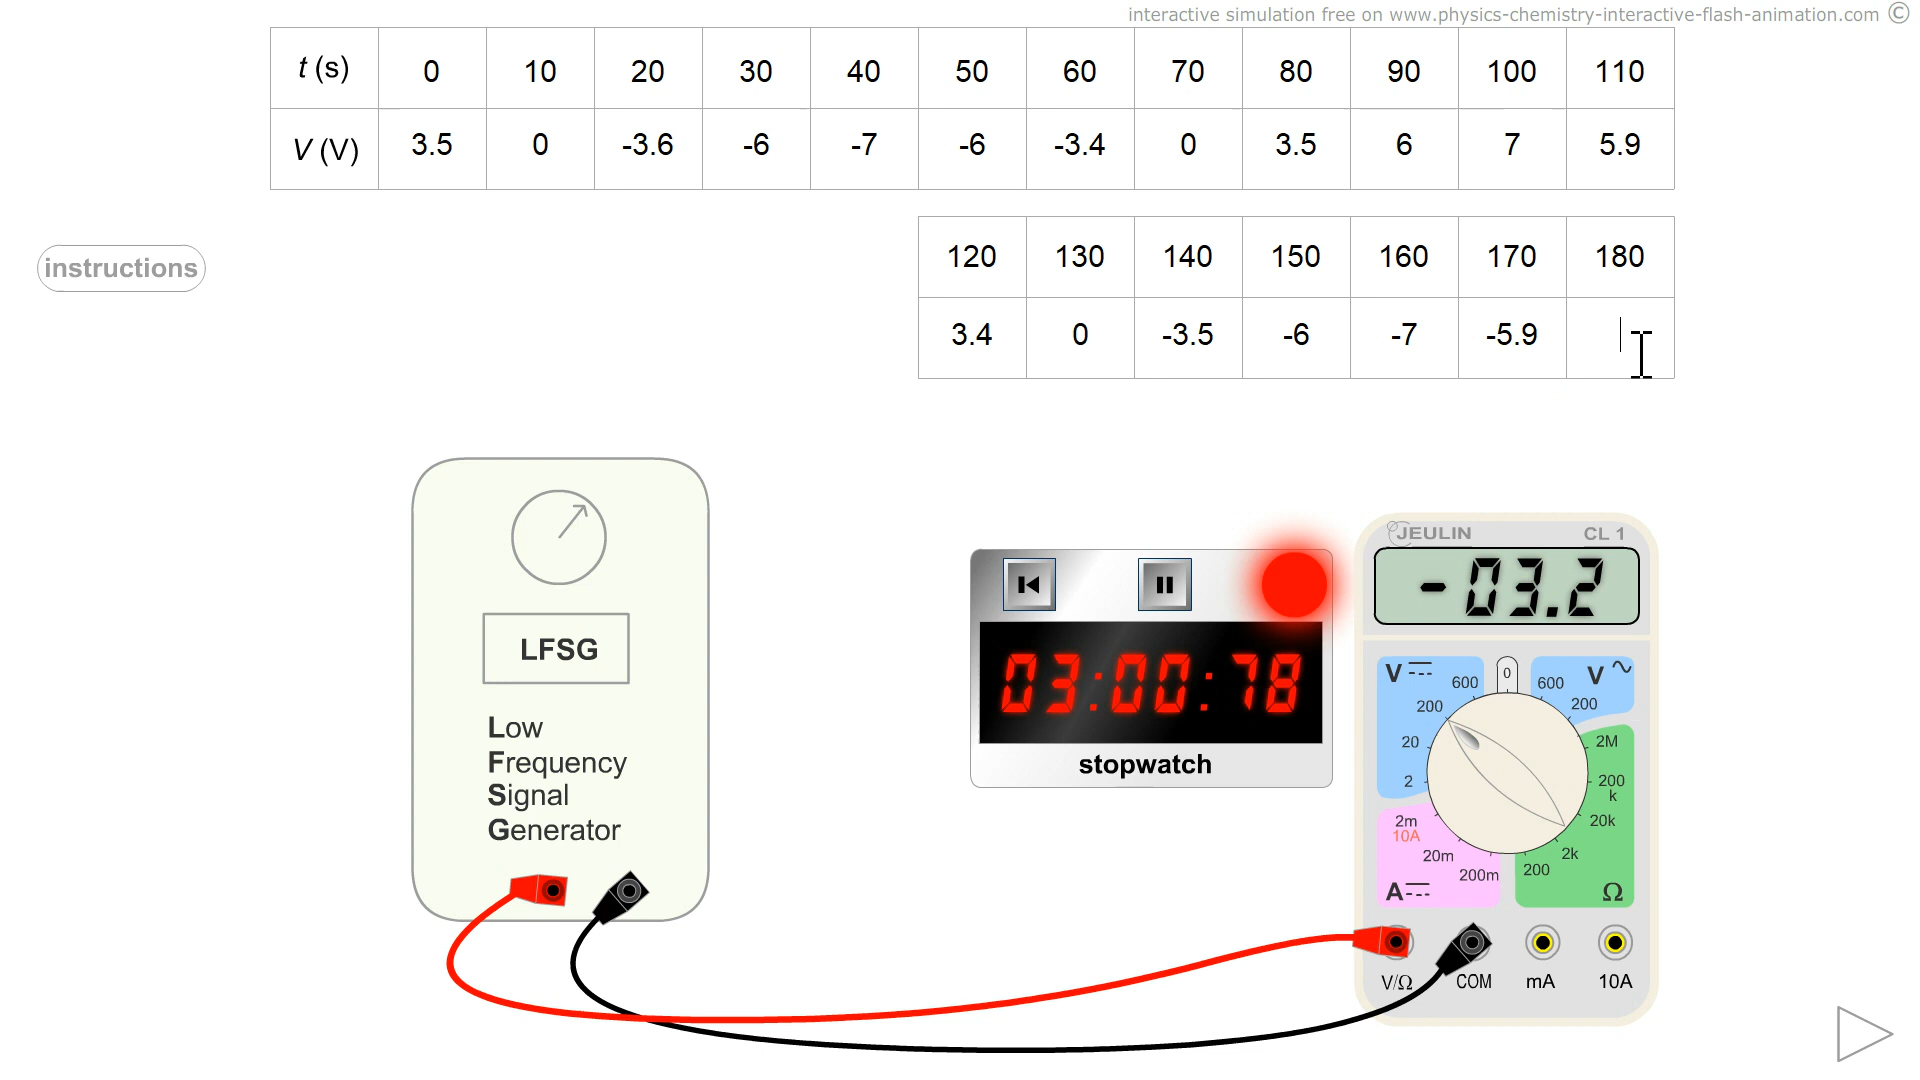 interactive simulation free on www.physics-chemistry-interactive-flash-animation.com ©
t (s) 0 10 20 30 40 50 60 70 80 90 100 110
V (V) 3.5 0 -3.6 -6 -7 -6 -3.4 0 3.5 6 7 5.9
120 130 140 150 160 170 180
3.4 0 -3.5 -6 -7 -5.9
instructions
LFSG
Low
Frequency
Signal
Generator
03:00:78
stopwatch
JEULIN CL 1
-03.2
V 600 0 600 V
200 200
20 2M
2 200
k
2m 20k
10A
20m 2k
200m 200
A Ω
V/Ω COM mA 10A